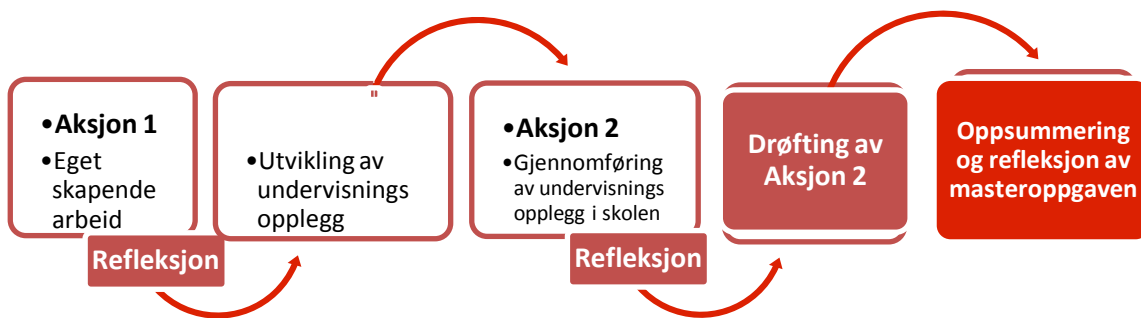 •Aksjon 1
•Eget
skapende
arbeid
Refleksjon
"
•Utvikling av
undervisnings
opplegg
•Aksjon 2
•Gjennomføring
av undervisnings
opplegg i skolen
Refleksjon
Drøfting av
Aksjon 2
Oppsummering
og refleksjon av
masteroppgaven